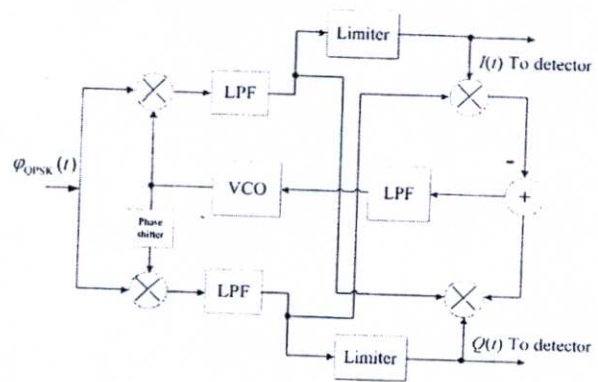 Limiter
I(t) To detector
LPF
φQPSK(t)
VCO
LPF
-
+
Phase
shifter
LPF
Limiter
Q(t) To detector